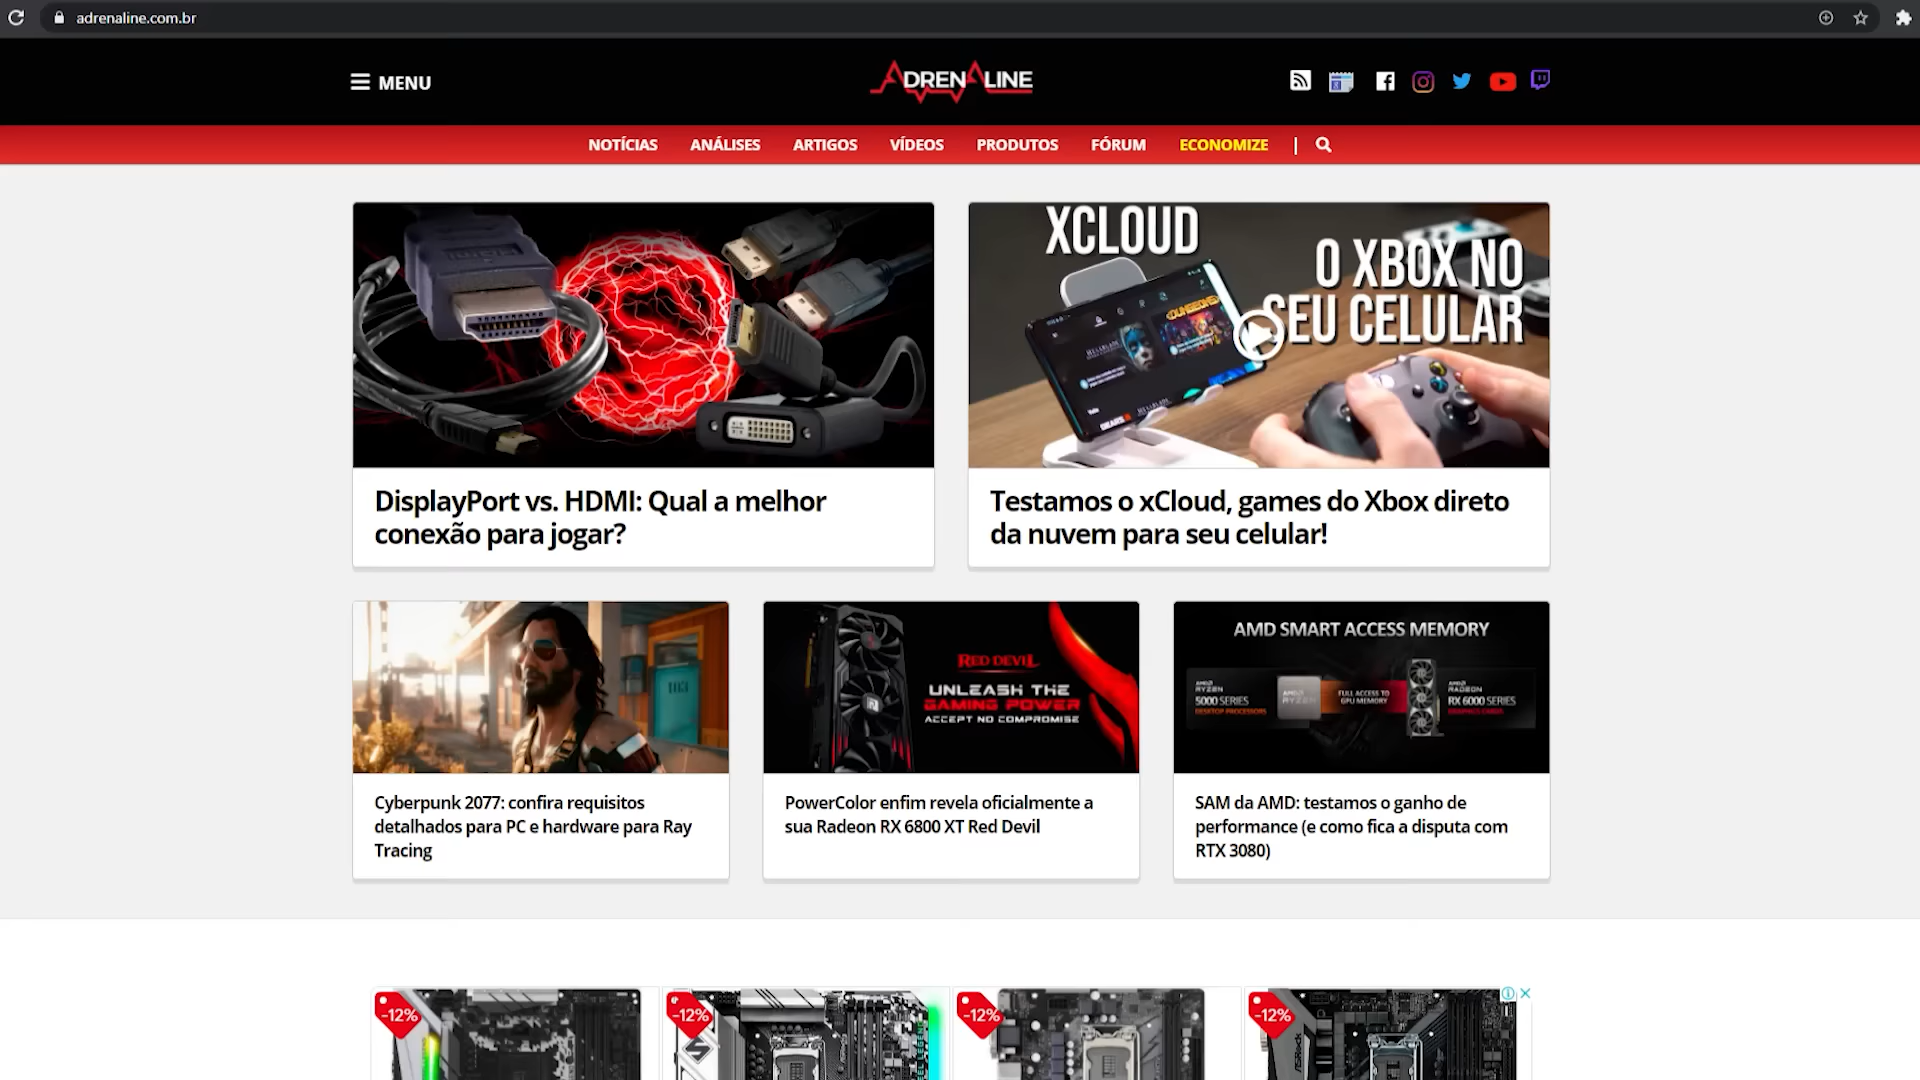 adrenaline.com.br
MENU
ADRENALINE
NOTÍCIAS ANÁLISES ARTIGOS VÍDEOS PRODUTOS FÓRUM ECONOMIZE |
XCLOUD
O XBOX NO
SEU CELULAR
DisplayPort vs. HDMI: Qual a melhor
conexão para jogar?
Testamos o xCloud, games do Xbox direto
da nuvem para seu celular!
RED DEVIL
UNLEASH THE
GAMING POWER
ACCEPT NO COMPROMISE
AMD SMART ACCESS MEMORY
AMD
RYZEN
5000 SERIES
DESKTOP PROCESSORS
FULL ACCESS TO
GPU MEMORY
AMD
RADEON
RX 6000 SERIES
GRAPHICS CARDS
Cyberpunk 2077: confira requisitos
detalhados para PC e hardware para Ray
Tracing
PowerColor enfim revela oficialmente a
sua Radeon RX 6800 XT Red Devil
SAM da AMD: testamos o ganho de
performance (e como fica a disputa com
RTX 3080)
-12% -12% -12% -12%